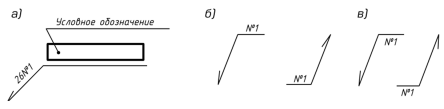 а)
Условное обозначение
26№1
б)
№1
№1
в)
№1
№1